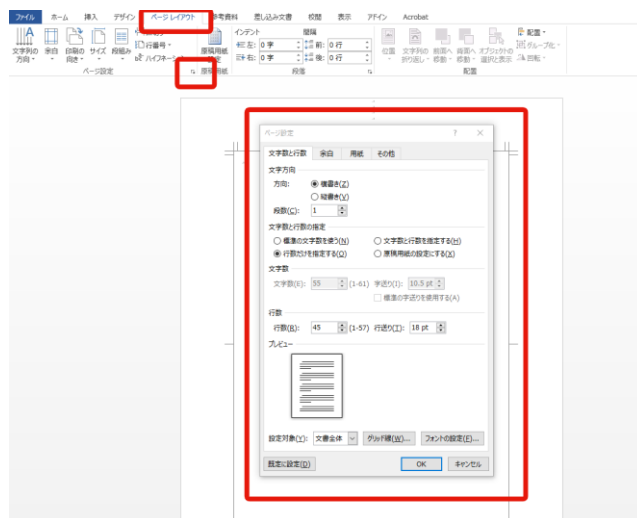 ファイル ホーム 挿入 デザイン ページ レイアウト 参考資料 差し込み文書 校閲 表示 アドイン Acrobat
文字列の方向 余白 印刷の向き サイズ 段組み 行番号 ハイフネーション 原稿用紙設定 インデント 左: 0 字 右: 0 字 間隔 前: 0 行 後: 0 行 位置 文字列の折り返し 前面へ移動 背面へ移動 オブジェクトの選択と表示 配置 グループ化 回転
ページ設定 原稿用紙 段落 配置
ページ設定 ? ×
文字数と行数 余白 用紙 その他
文字方向
方向: 横書き(Z)
縦書き(V)
段数(C): 1
文字数と行数の指定
標準の文字数を使う(N) 文字数と行数を指定する(H)
行数だけを指定する(O) 原稿用紙の設定にする(X)
文字数
文字数(E): 55 (1-61) 字送り(I): 10.5 pt
標準の字送りを使用する(A)
行数
行数(R): 45 (1-57) 行送り(T): 18 pt
プレビュー
設定対象(Y): 文書全体 グリッド線(W)... フォントの設定(F)...
既定に設定(D) OK キャンセル